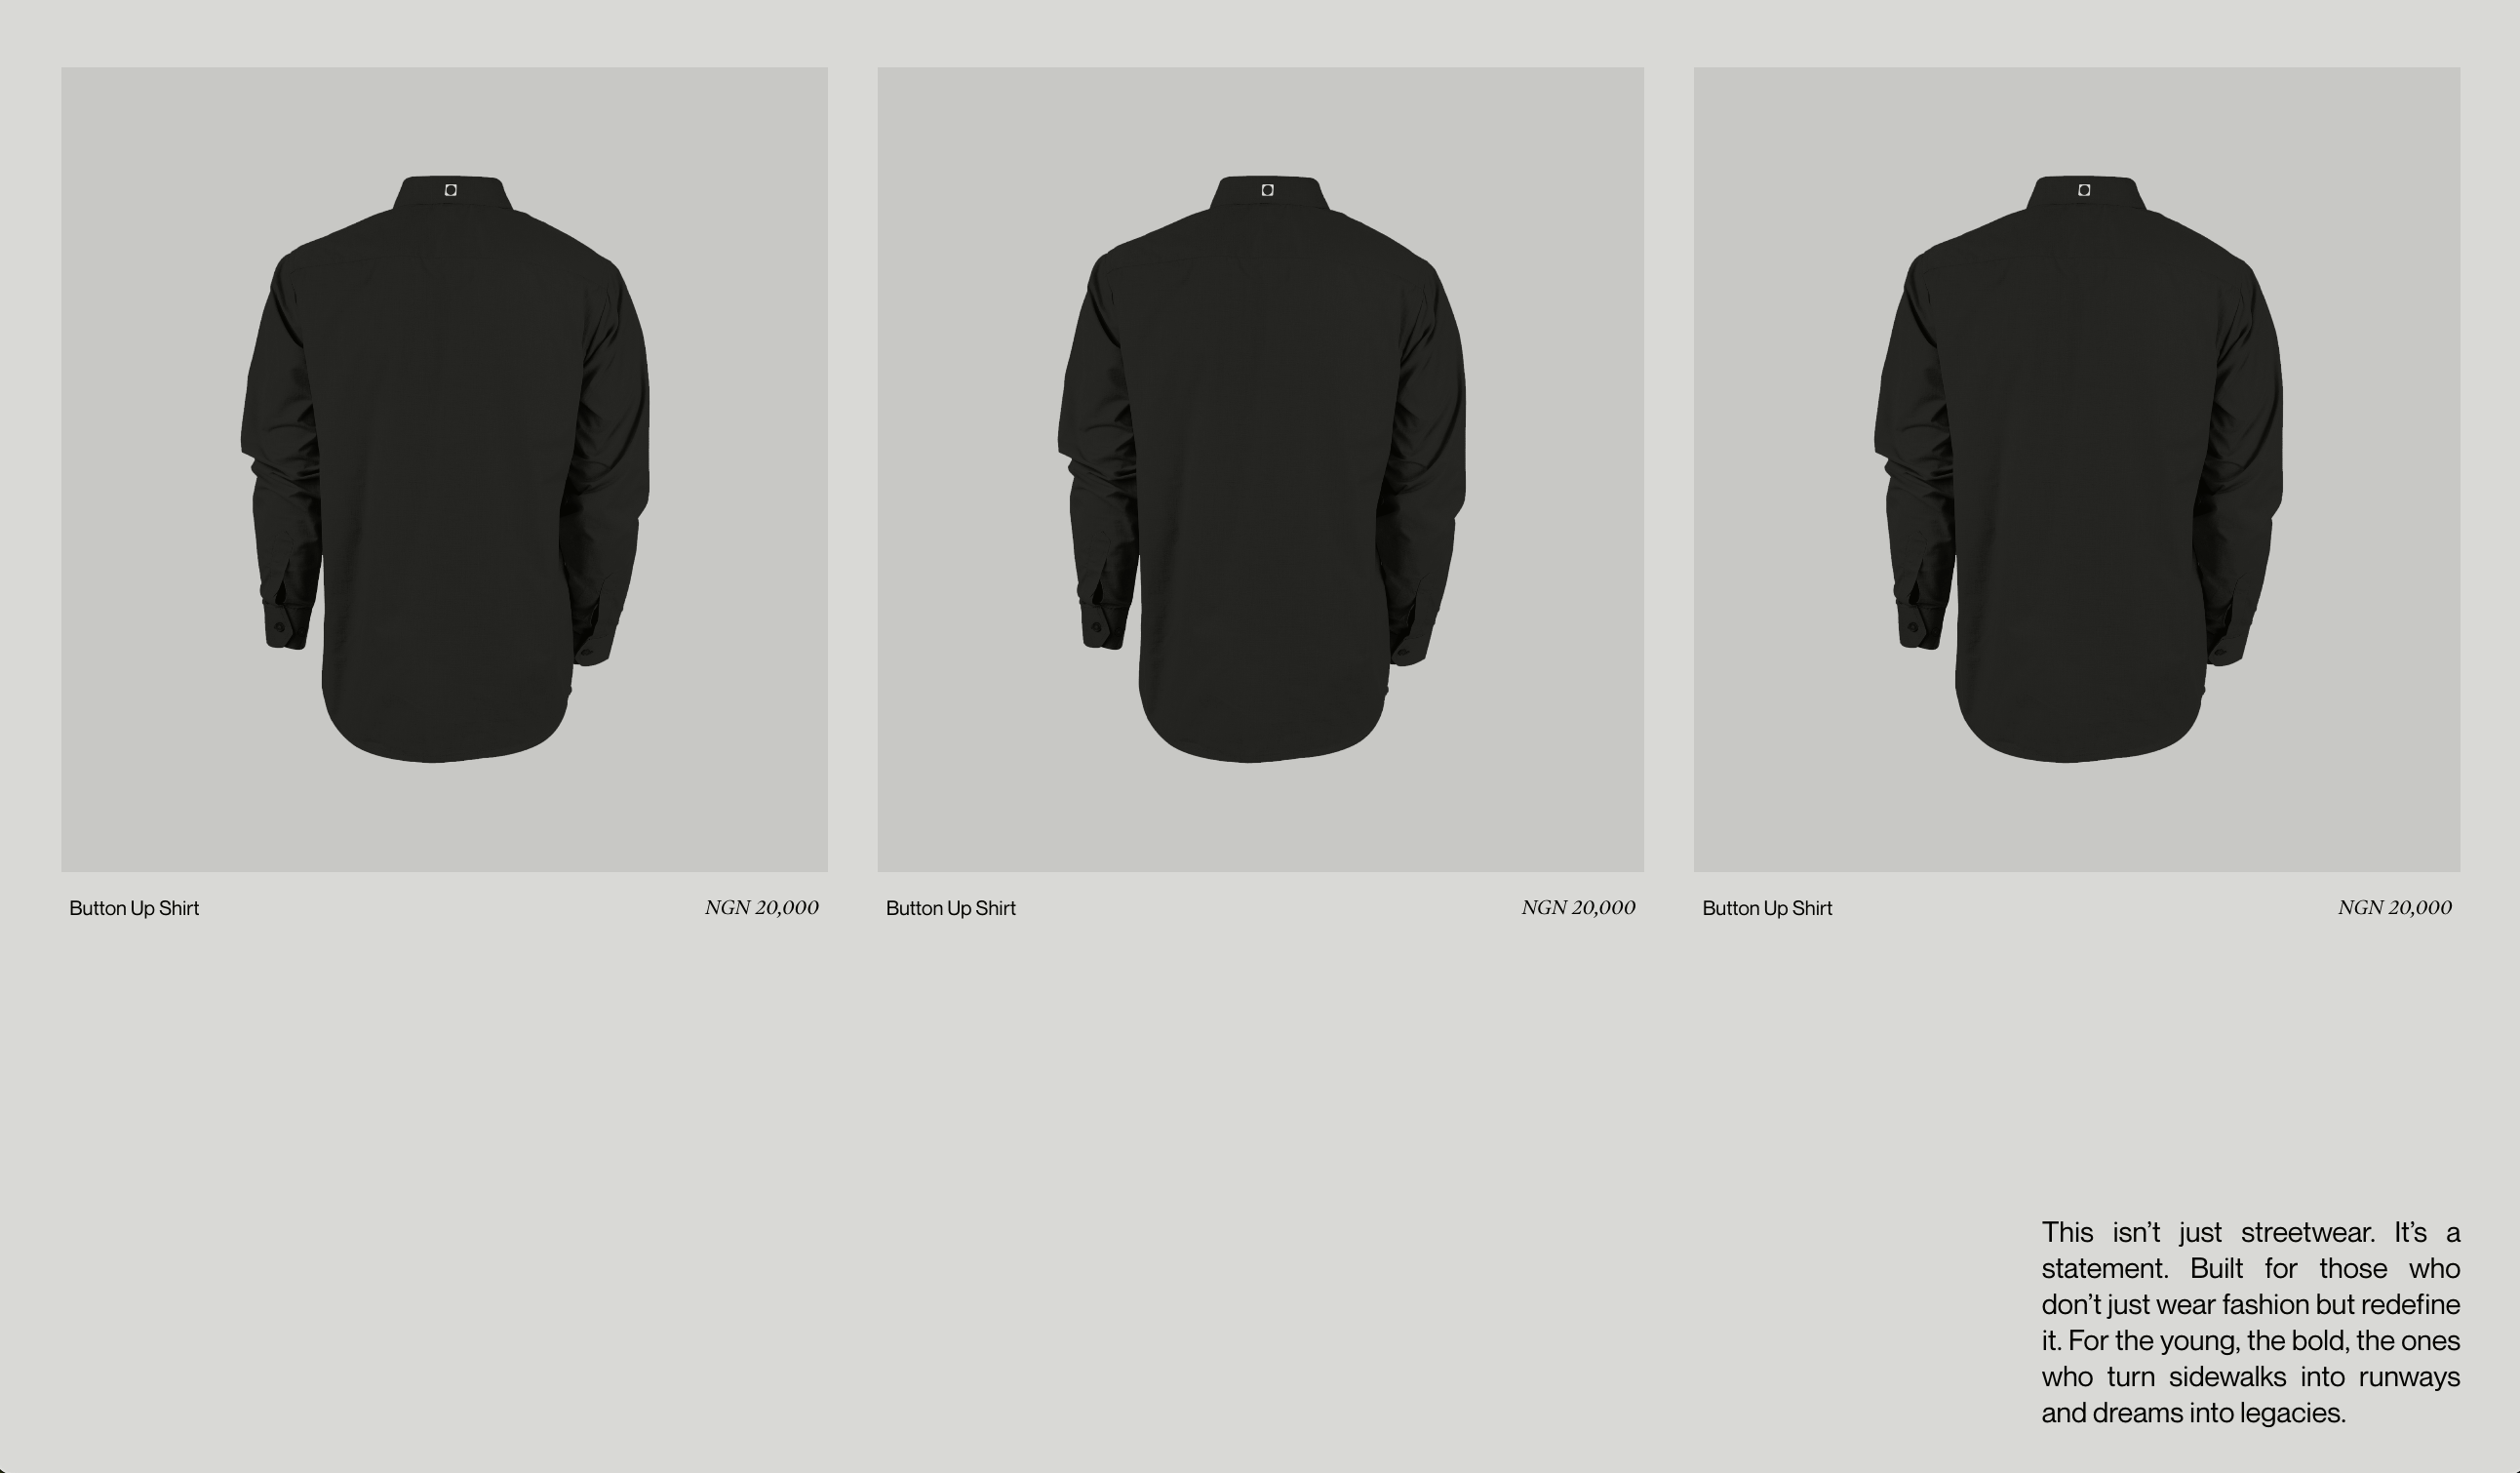 Button Up Shirt NGN 20,000 Button Up Shirt NGN 20,000 Button Up Shirt NGN 20,000
This isn’t just streetwear. It’s a
statement. Built for those who
don’t just wear fashion but redefine
it. For the young, the bold, the ones
who turn sidewalks into runways
and dreams into legacies.